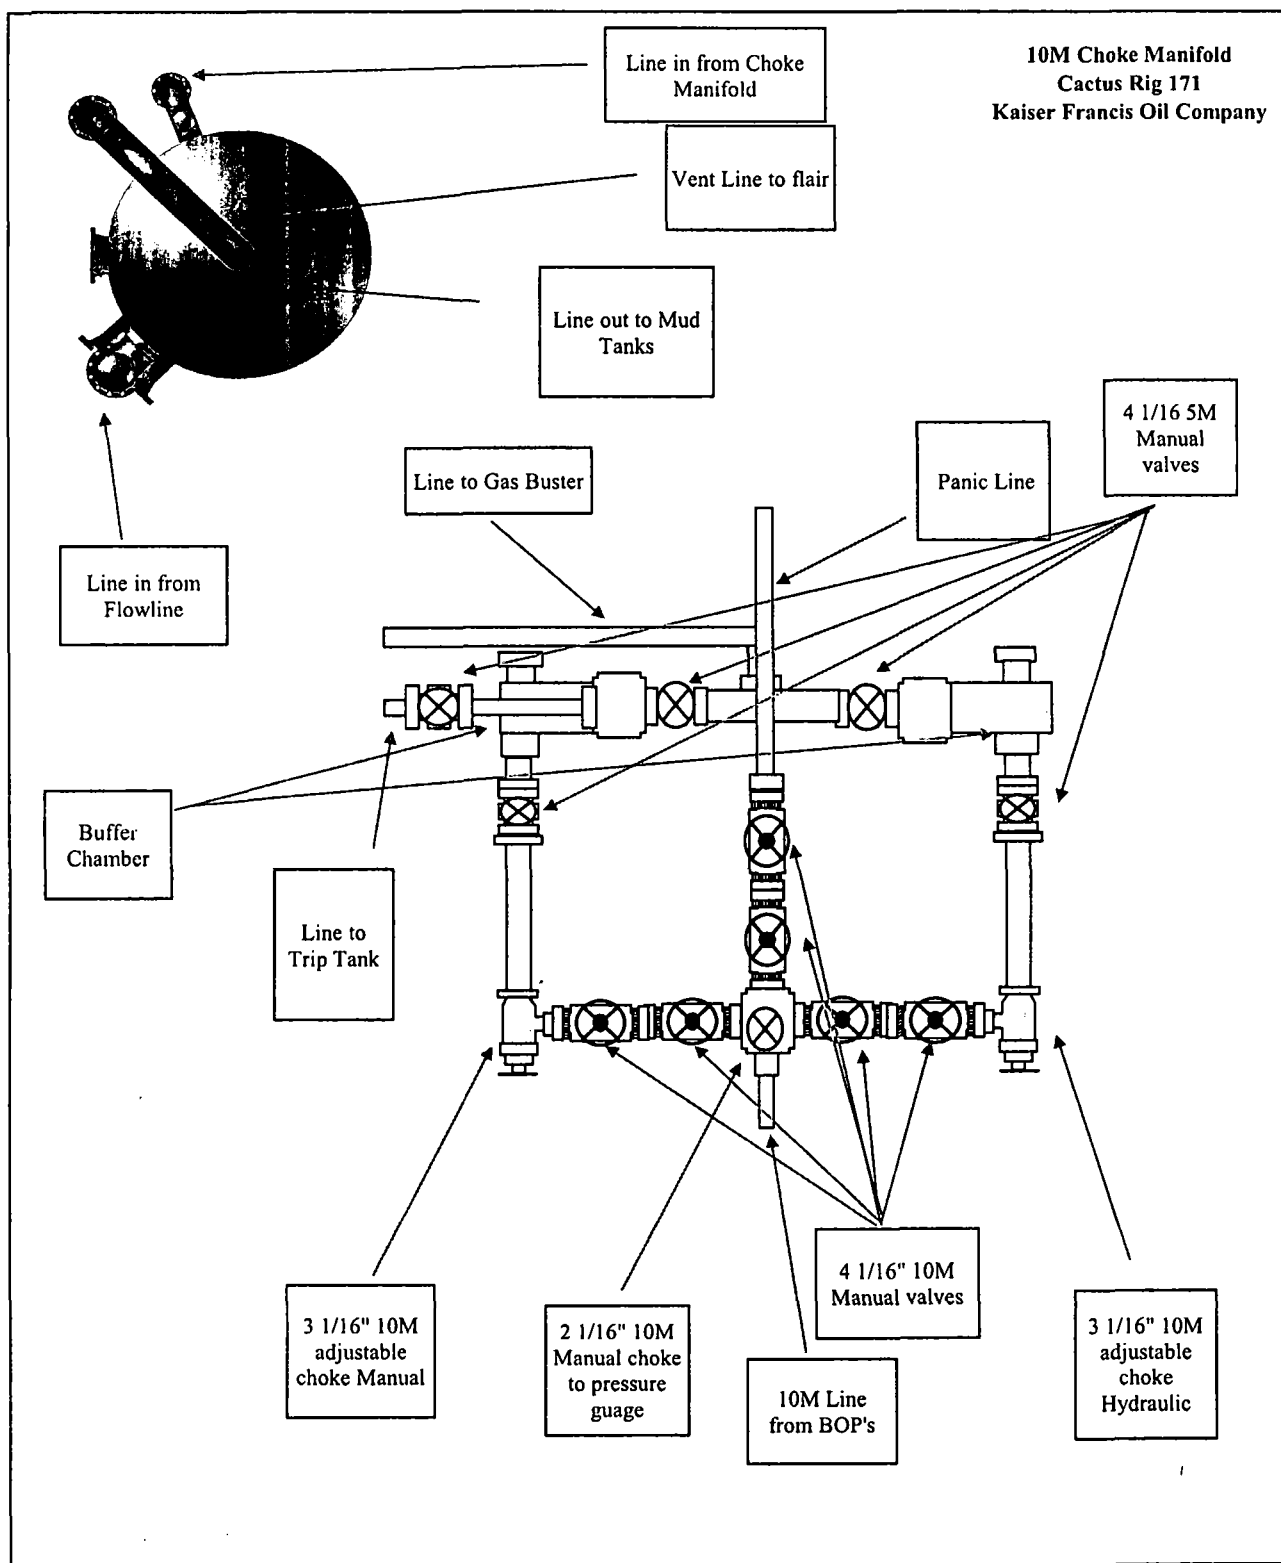 10M Choke Manifold
Cactus Rig 171
Kaiser Francis Oil Company
Line in from Choke
Manifold
Vent Line to flair
Line out to Mud
Tanks
4 1/16 5M
Manual
valves
Line to Gas Buster
Panic Line
Line in from
Flowline
Buffer
Chamber
Line to
Trip Tank
4 1/16" 10M
Manual valves
3 1/16" 10M
adjustable
choke Manual
2 1/16" 10M
Manual choke
to pressure
guage
10M Line
from BOP's
3 1/16" 10M
adjustable
choke
Hydraulic